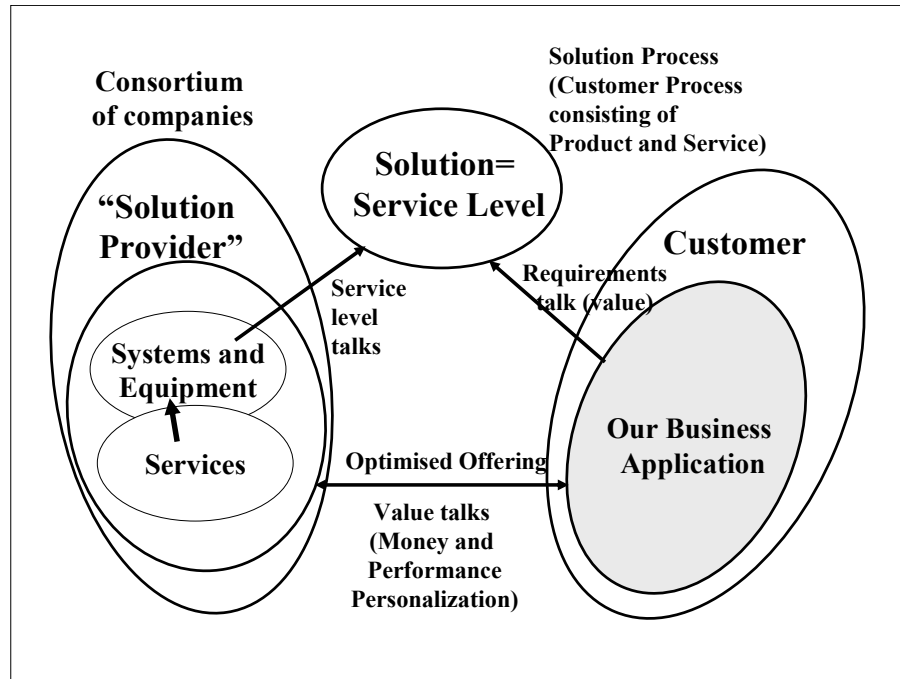 Consortium
of companies
Solution Process
(Customer Process
consisting of
Product and Service)
Solution=
Service Level
“Solution
Provider”
Customer
Service
level
talks
Requirements
talk (value)
Systems and
Equipment
Services
Optimised Offering
Our Business
Application
Value talks
(Money and
Performance
Personalization)